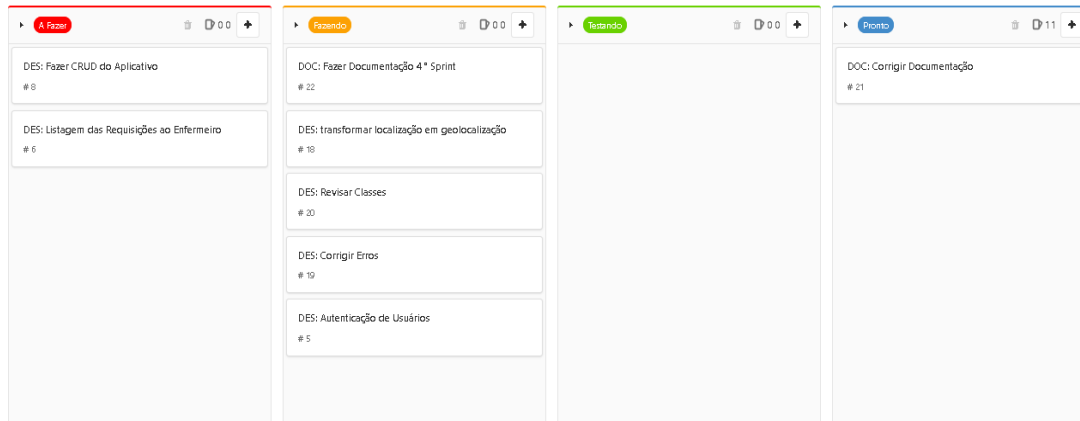 A Fazer 0 0
DES: Fazer CRUD do Aplicativo
# 8
DES: Listagem das Requisições ao Enfermeiro
# 6
Fazendo 0 0
DOC: Fazer Documentação 4° Sprint
# 22
DES: transformar localização em geolocalização
# 18
DES: Revisar Classes
# 20
DES: Corrigir Erros
# 19
DES: Autenticação de Usuários
# 5
Testando 0 0
Pronto 1 1
DOC: Corrigir Documentação
# 21